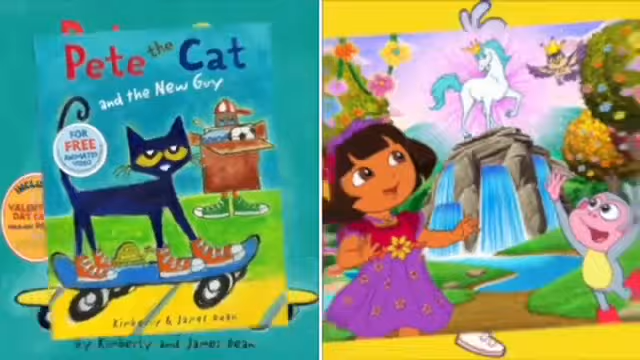 Pete the Cat
and the New Guy
FOR
FREE
ANIMATED
VIDEO
Kimberly & James Dean
by Kimberly and James Dean